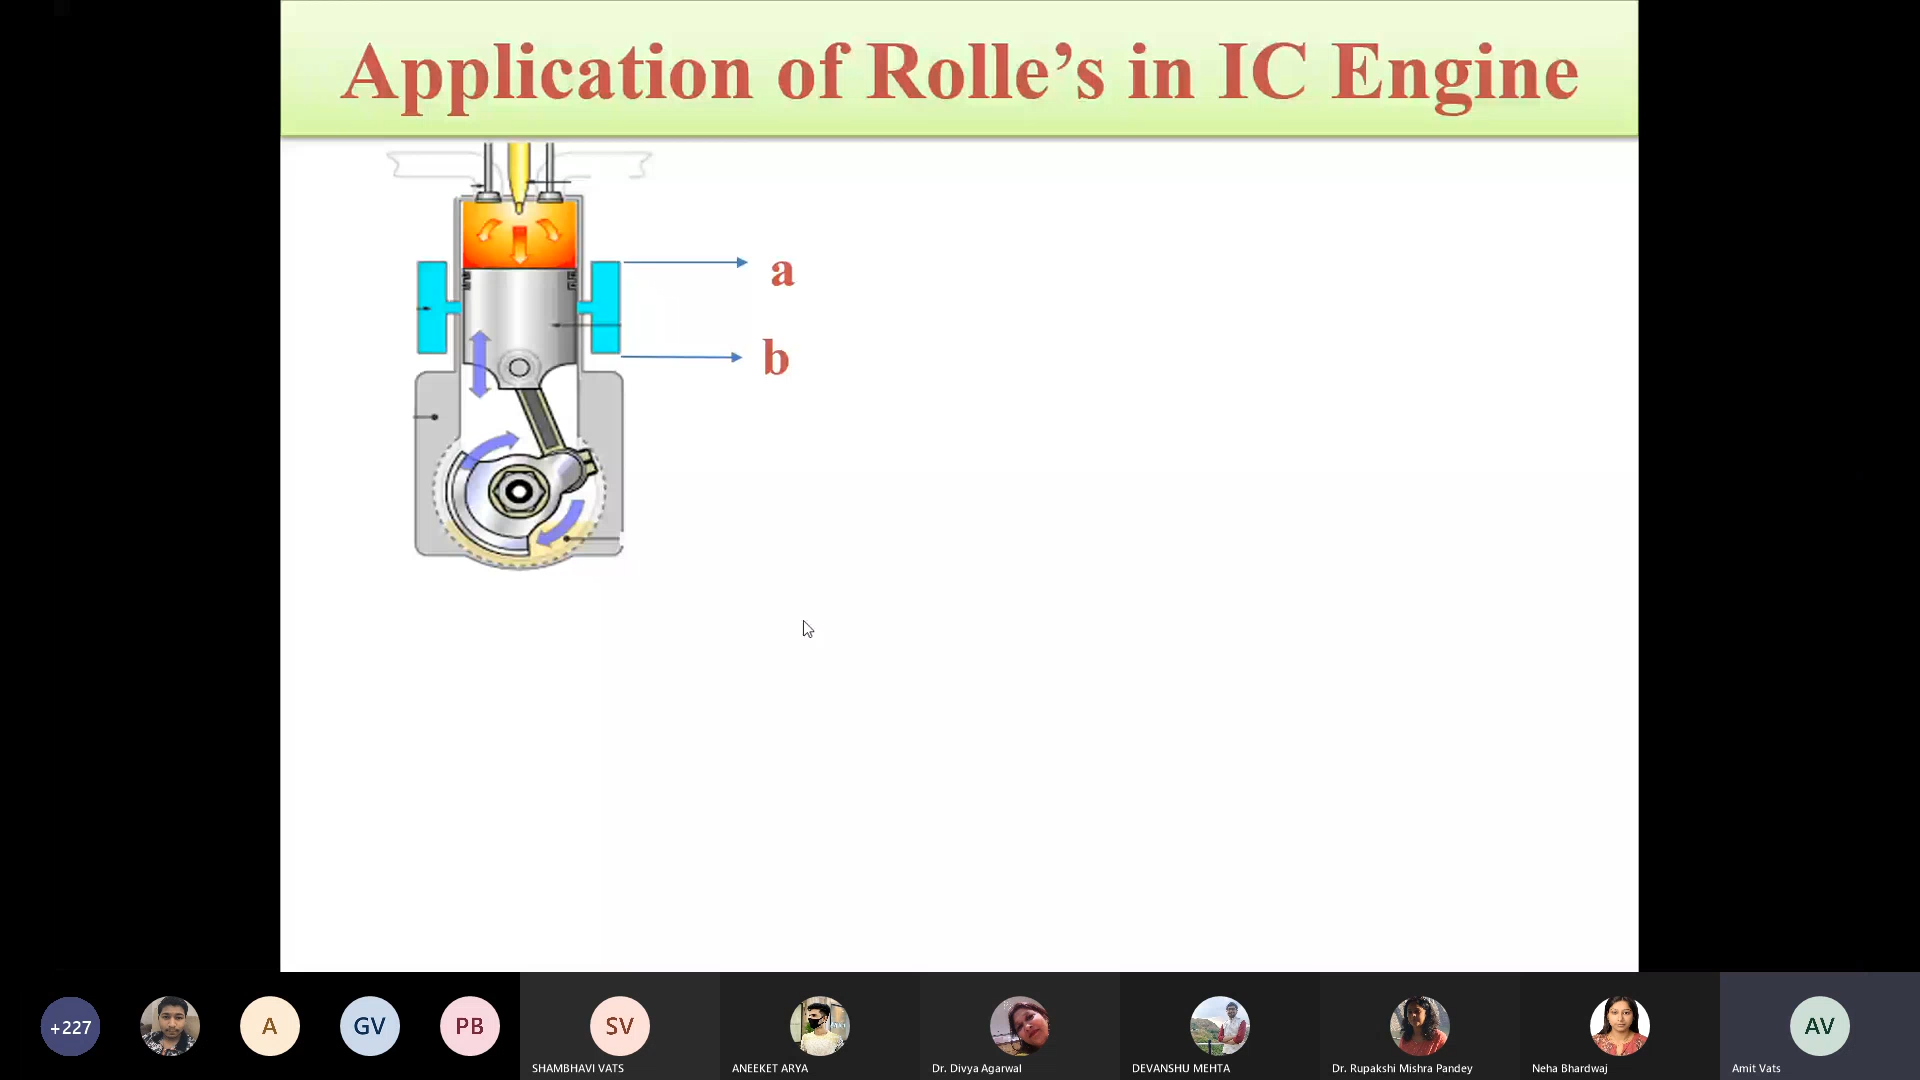 Application of Rolle's in IC Engine
a
b
+227
A
GV
PB
SV
AV
SHAMBHAVI VATS
ANEEKET ARYA
Dr. Divya Agarwal
DEVANSHU MEHTA
Dr. Rupakshi Mishra Pandey
Neha Bhardwaj
Amit Vats